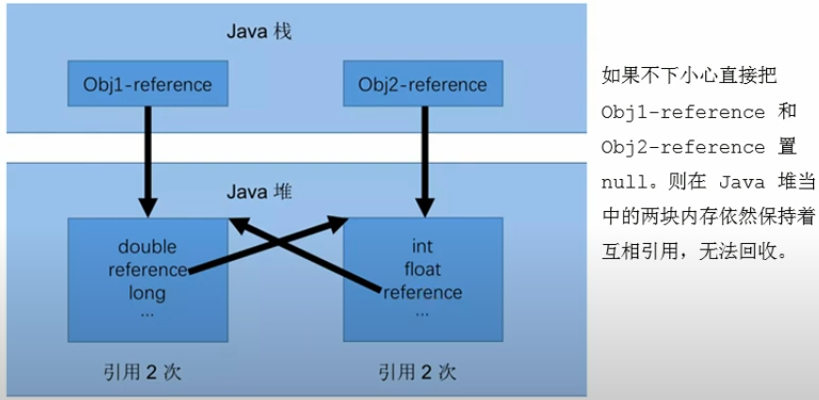 Java 栈
Obj1-reference
Obj2-reference
Java 堆
double
reference
long
...
int
float
reference
...
引用 2 次
引用 2 次
如果不下小心直接把
Obj1-reference 和
Obj2-reference 置
null。则在 Java 堆当
中的两块内存依然保持着
互相引用，无法回收。